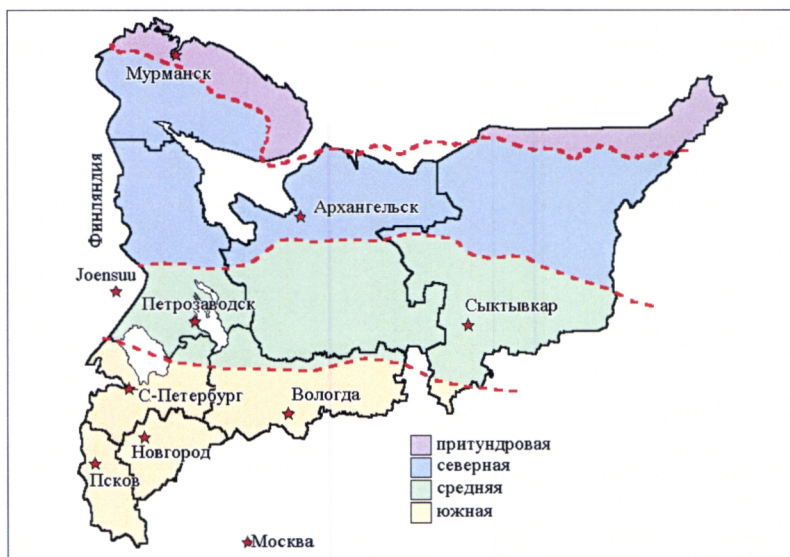 Мурманск
Финляндия
Архангельск
Joensuu
Петрозаводск
Сыктывкар
С-Петербург
Вологда
Новгород
Псков
Москва
притундровая
северная
средняя
южная